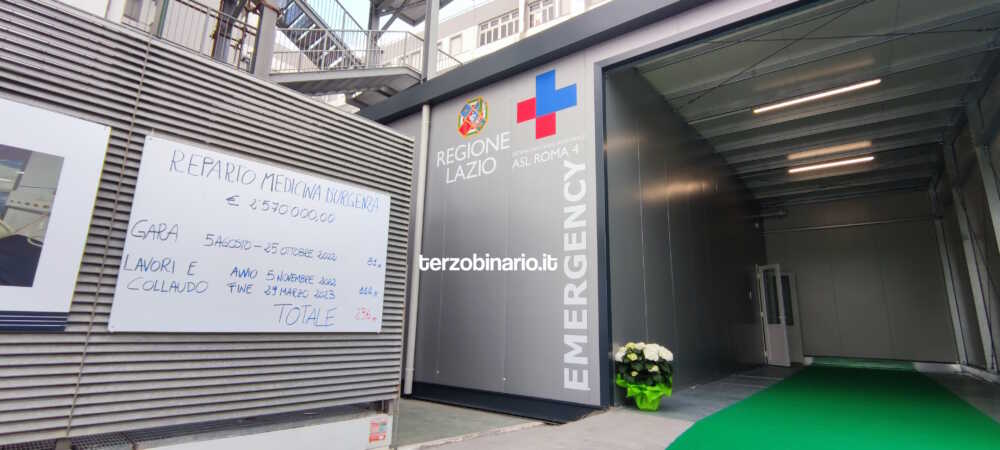 REPARTO MEDICINA D'URGENZA
€ 2'570'000,00
GARA 5 AGOSTO - 25 OTTOBRE 2022
LAVORI E COLLAUDO
AVVIO 5 NOVEMBRE 2022
FINE 29 MARZO 2023
TOTALE
REGIONE
LAZIO
ASL ROMA 4
EMERGENCY
terzobinario.it